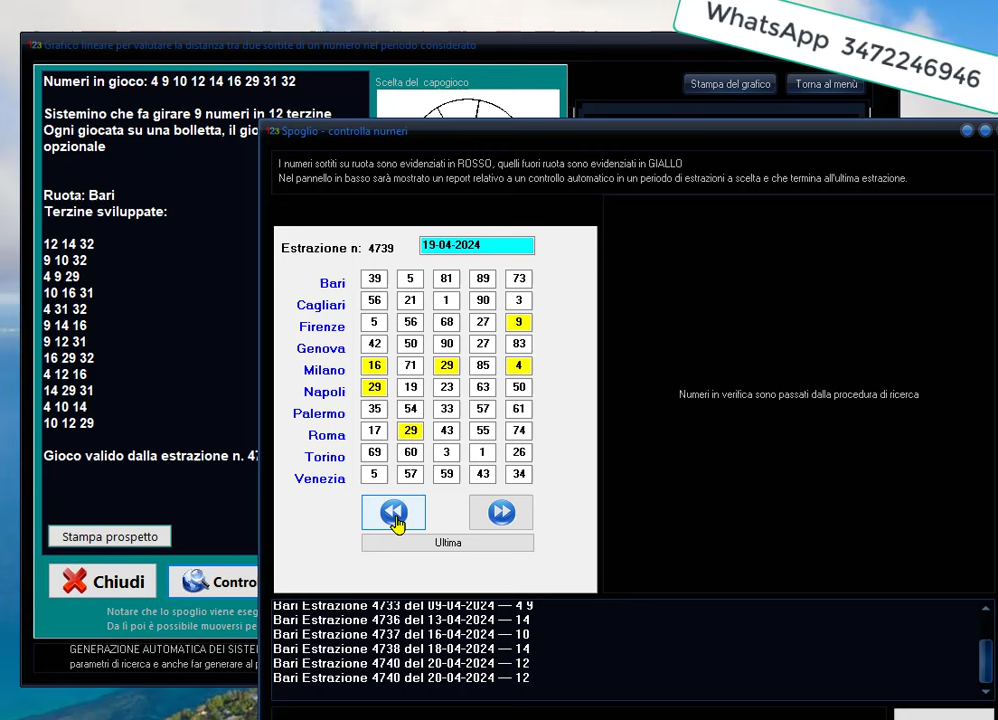 WhatsApp 3472246946
123 Grafico lineare per valutare la distanza tra due sortite di un numero nel periodo considerato
Numeri in gioco: 4 9 10 12 14 16 29 31 32
Scelta del capogioco
Stampa del grafico
Torna al menù
Sistemino che fa girare 9 numeri in 12 terzine
Ogni giocata su una bolletta, il gio
opzionale
Ruota: Bari
Terzine sviluppate:
12 14 32
9 10 32
4 9 29
10 16 31
4 31 32
9 14 16
9 12 31
16 29 32
4 12 16
14 29 31
4 10 14
10 12 29
Gioco valido dalla estrazione n. 47
Stampa prospetto
Chiudi
Contro
Notare che lo spoglio viene eseg
Da lì poi è possibile muoversi pe
GENERAZIONE AUTOMATICA DEI SISTE
parametri di ricerca e anche far generare al p
123 Spoglio - controlla numeri
I numeri sortiti su ruota sono evidenziati in ROSSO, quelli fuori ruota sono evidenziati in GIALLO
Nel pannello in basso sarà mostrato un report relativo a un controllo automatico in un periodo di estrazioni a scelta e che termina all'ultima estrazione.
Estrazione n: 4739 19-04-2024
Bari 39 5 81 89 73
Cagliari 56 21 1 90 3
Firenze 5 56 68 27 9
Genova 42 50 90 27 83
Milano 16 71 29 85 4
Napoli 29 19 23 63 50
Palermo 35 54 33 57 61
Roma 17 29 43 55 74
Torino 69 60 3 1 26
Venezia 5 57 59 43 34
Ultima
Numeri in verifica sono passati dalla procedura di ricerca
Bari Estrazione 4733 del 09-04-2024 — 4 9
Bari Estrazione 4736 del 13-04-2024 — 14
Bari Estrazione 4737 del 16-04-2024 — 10
Bari Estrazione 4738 del 18-04-2024 — 14
Bari Estrazione 4740 del 20-04-2024 — 12
Bari Estrazione 4740 del 20-04-2024 — 12